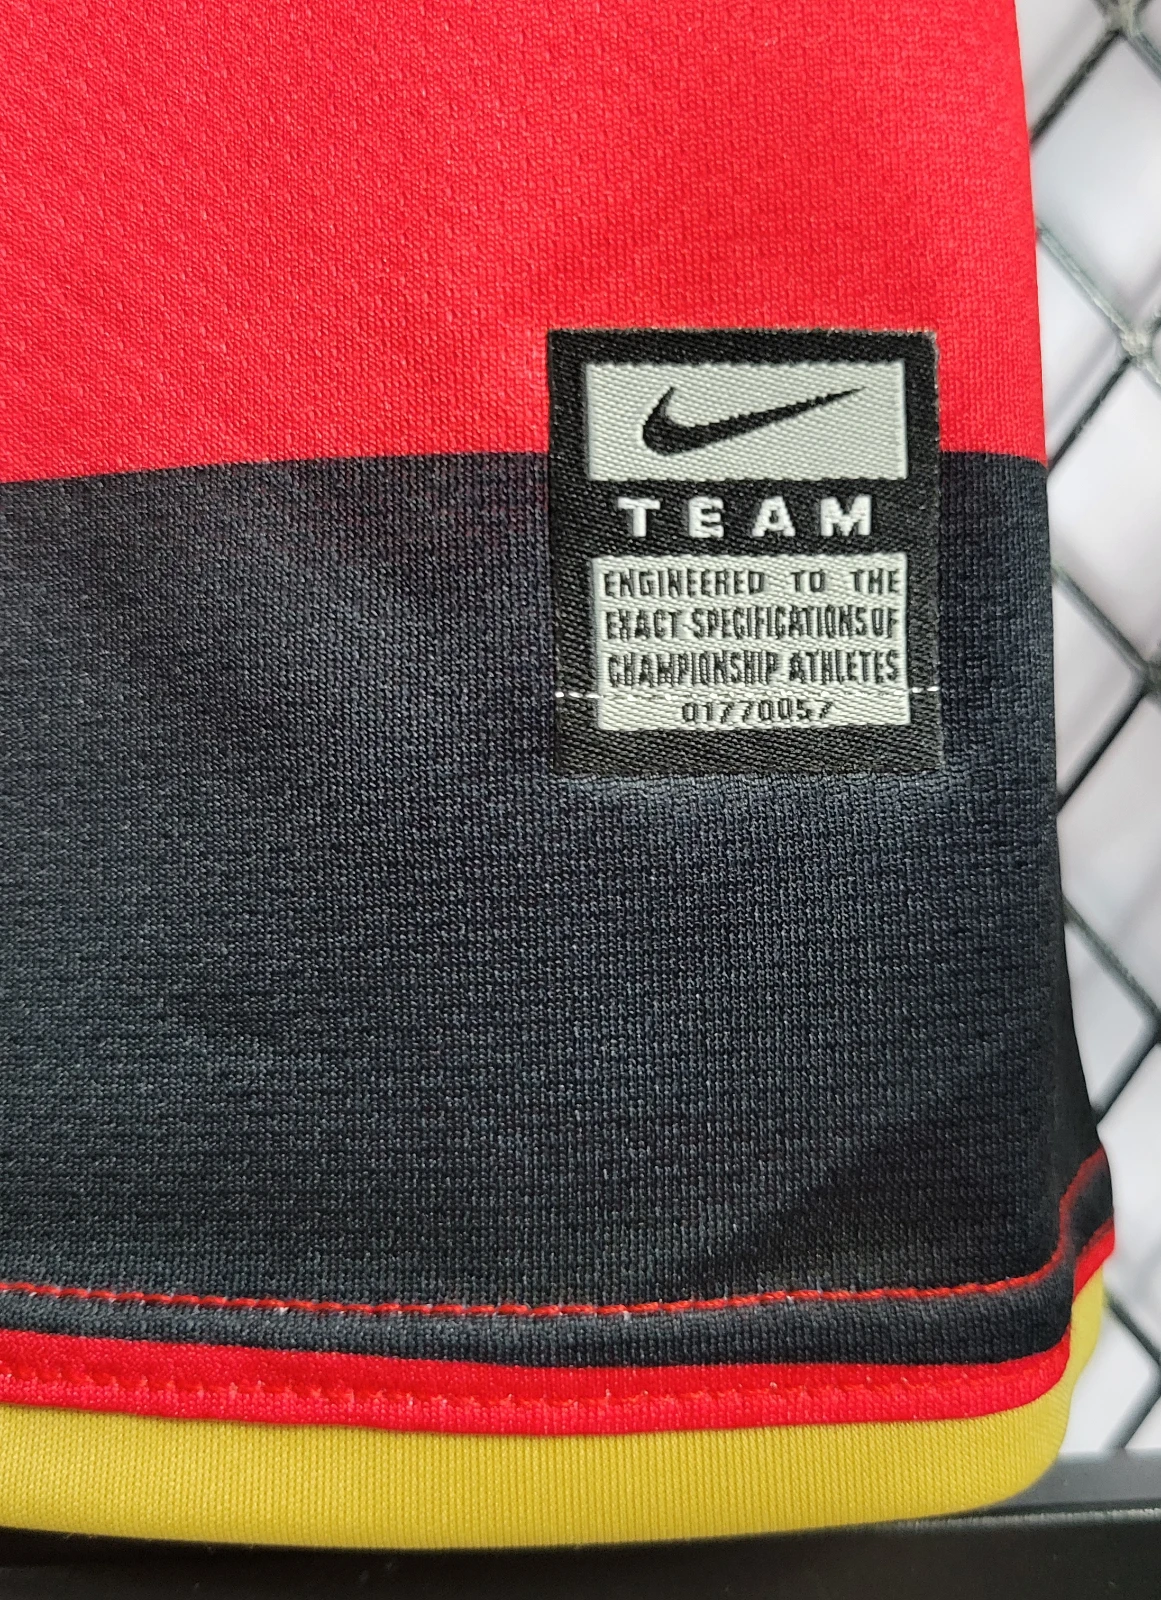 TEAM
ENGINEERED TO THE
EXACT SPECIFICATIONS OF
CHAMPIONSHIP ATHLETES
01770057